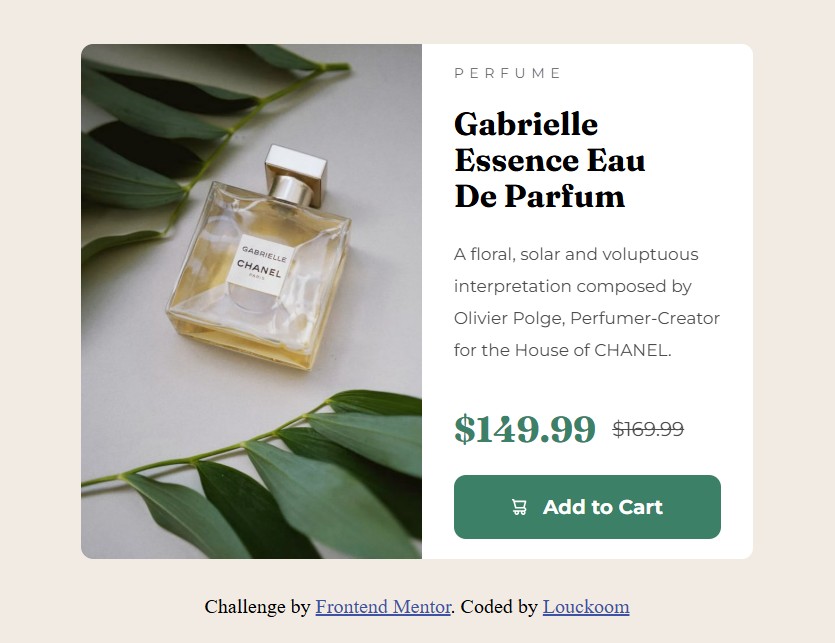 GABRIELLE
CHANEL
PARIS
PERFUME
Gabrielle
Essence Eau
De Parfum
A floral, solar and voluptuous
interpretation composed by
Olivier Polge, Perfumer-Creator
for the House of CHANEL.
$149.99 $169.99
Add to Cart
Challenge by Frontend Mentor. Coded by Louckoom